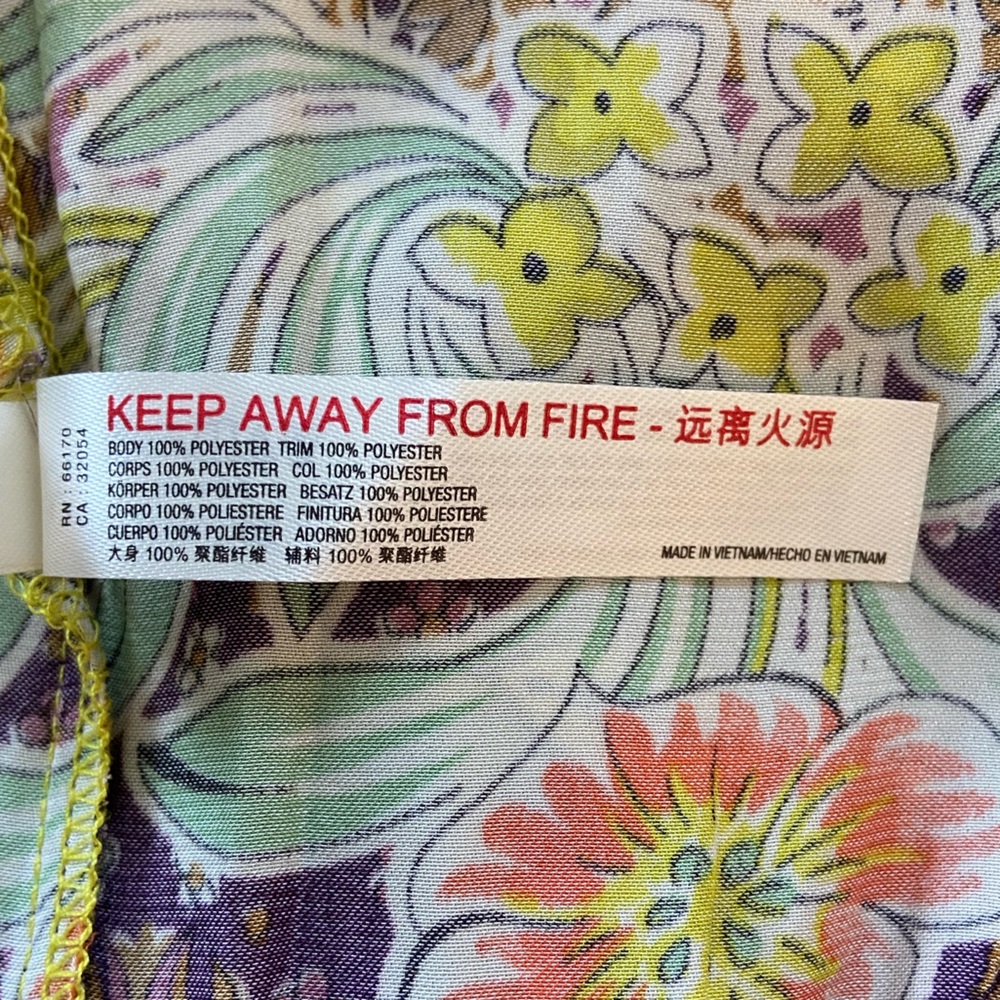 KEEP AWAY FROM FIRE - 远离火源
BODY 100% POLYESTER TRIM 100% POLYESTER
CORPS 100% POLYESTER COL 100% POLYESTER
KÖRPER 100% POLYESTER BESATZ 100% POLYESTER
CORPO 100% POLIESTERE FINITURA 100% POLIESTERE
CUERPO 100% POLIÉSTER ADORNO 100% POLIÉSTER
大身 100% 聚酯纤维 辅料 100% 聚酯纤维
MADE IN VIETNAM/HECHO EN VIETNAM
RN : 66170
CA : 32054